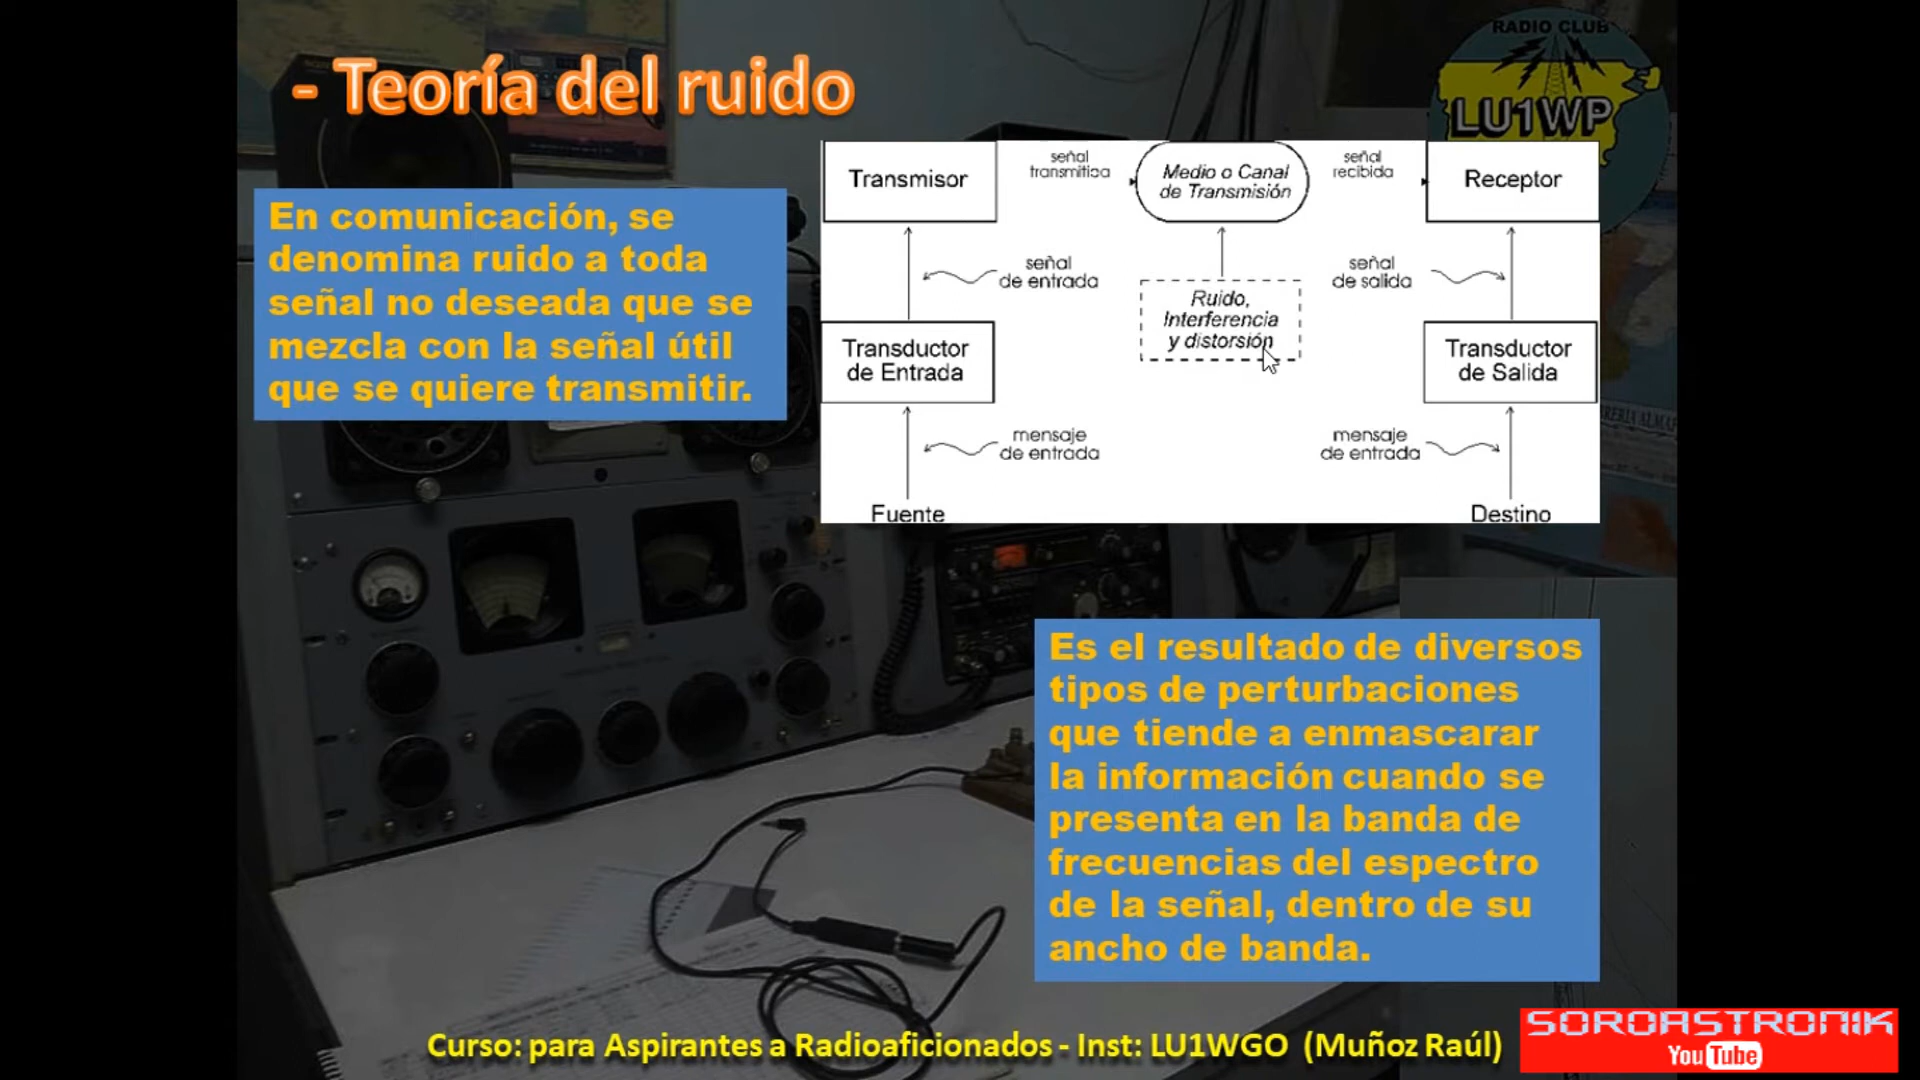 - Teoría del ruido
RADIO CLUB
LU1WP
En comunicación, se
denomina ruido a toda
señal no deseada que se
mezcla con la señal útil
que se quiere transmitir.
Transmisor
señal
transmitida
Medio o Canal
de Transmisión
señal
recibida
Receptor
señal
de entrada
Ruido,
Interferencia
y distorsión
señal
de salida
Transductor
de Entrada
Transductor
de Salida
mensaje
de entrada
mensaje
de entrada
Fuente
Destino
Es el resultado de diversos
tipos de perturbaciones
que tiende a enmascarar
la información cuando se
presenta en la banda de
frecuencias del espectro
de la señal, dentro de su
ancho de banda.
Curso: para Aspirantes a Radioaficionados - Inst: LU1WGO (Muñoz Raúl)
SOROASTRONIK
YouTube